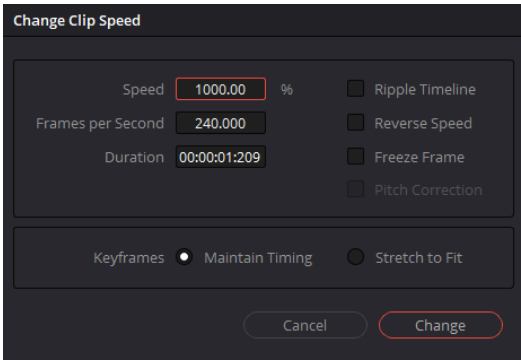 Change Clip Speed
Speed 1000.00 % Ripple Timeline
Frames per Second 240.000 Reverse Speed
Duration 00:00:01:209 Freeze Frame
Pitch Correction
Keyframes Maintain Timing Stretch to Fit
Cancel Change